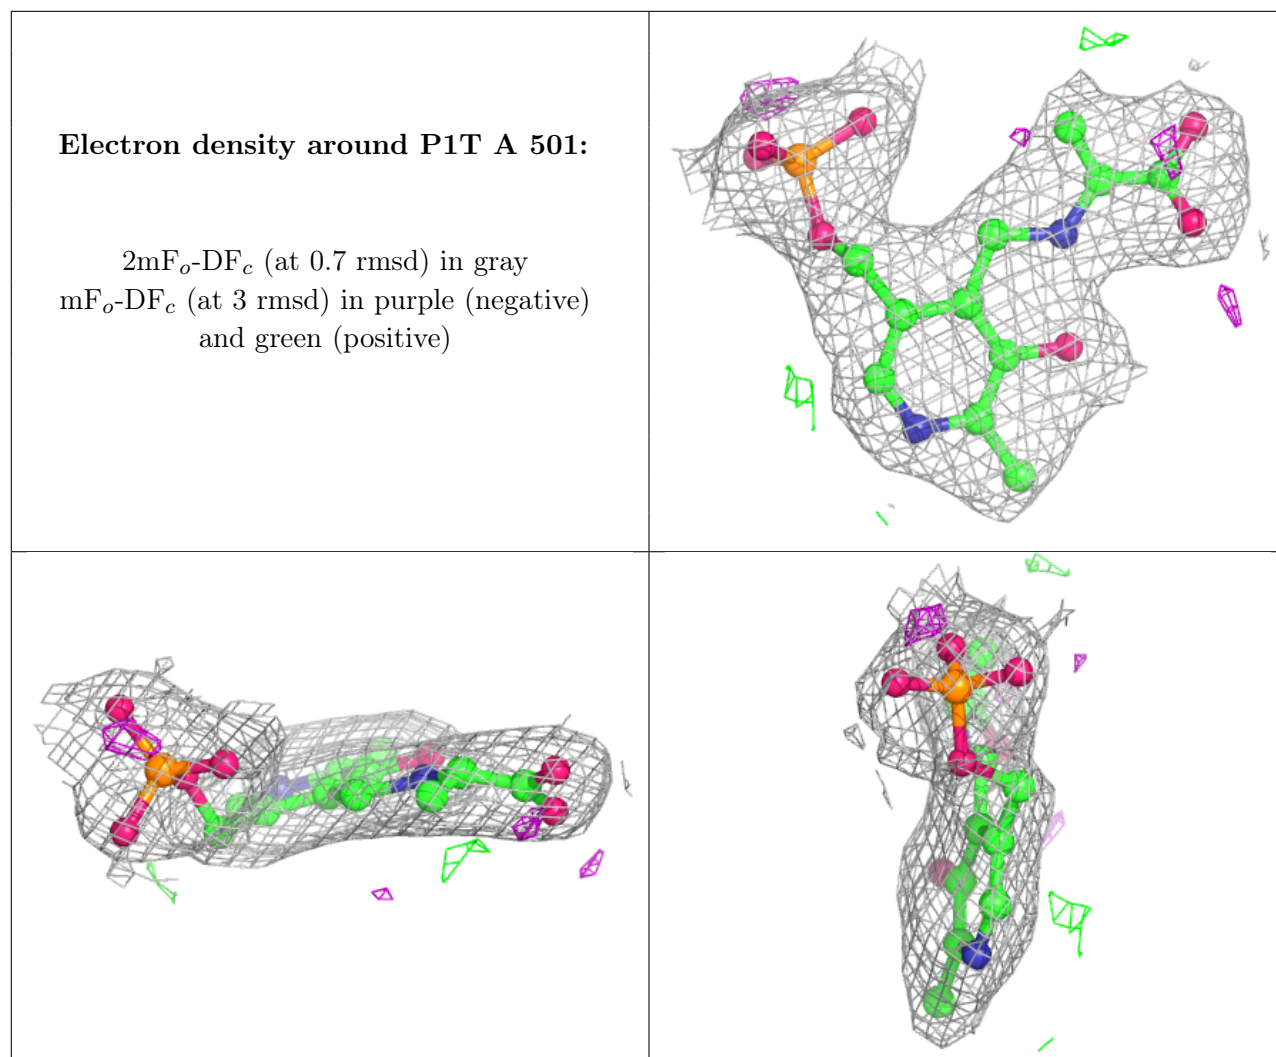 Electron density around P1T A 501:
2mFo-DFc (at 0.7 rmsd) in gray
mFo-DFc (at 3 rmsd) in purple (negative)
and green (positive)